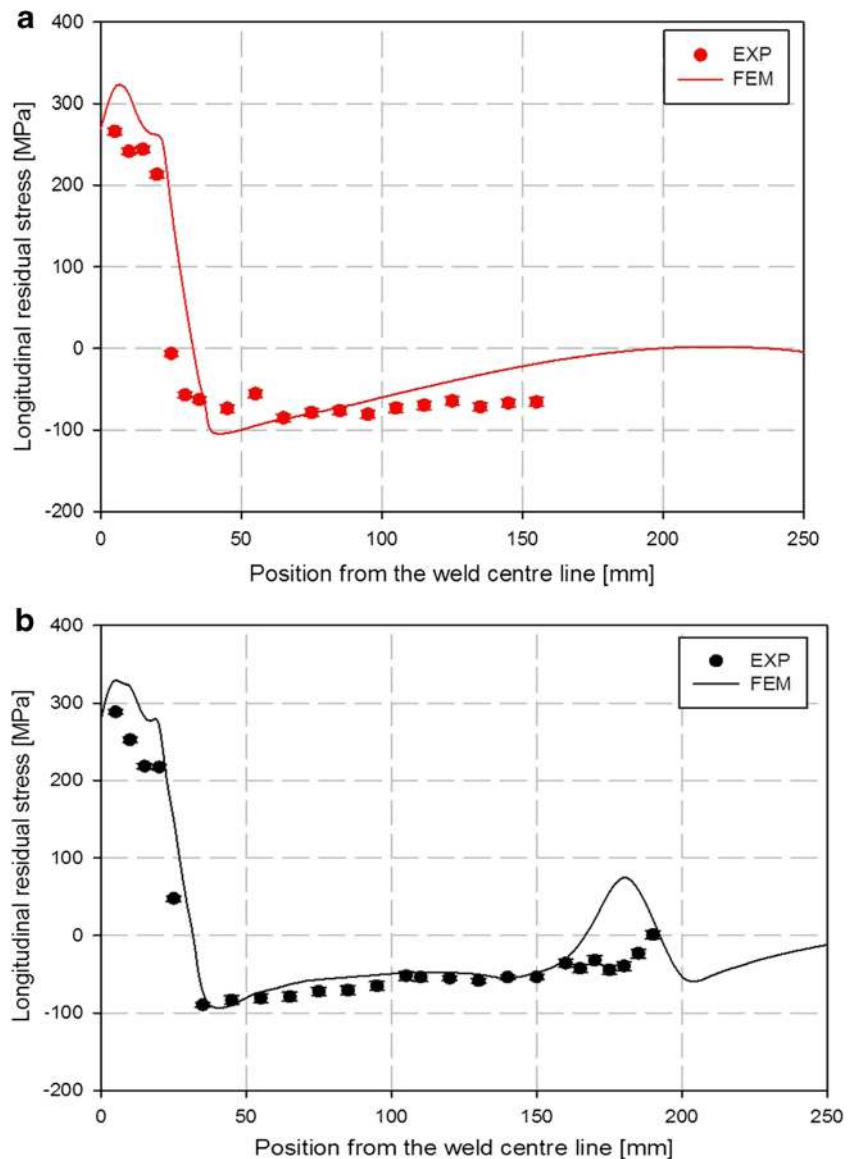 a
400
300
200
100
0
-100
-200
Longitudinal residual stress [MPa]
EXP
FEM
0 50 100 150 200 250
Position from the weld centre line [mm]
b
400
300
200
100
0
-100
-200
Longitudinal residual stress [MPa]
EXP
FEM
0 50 100 150 200 250
Position from the weld centre line [mm]